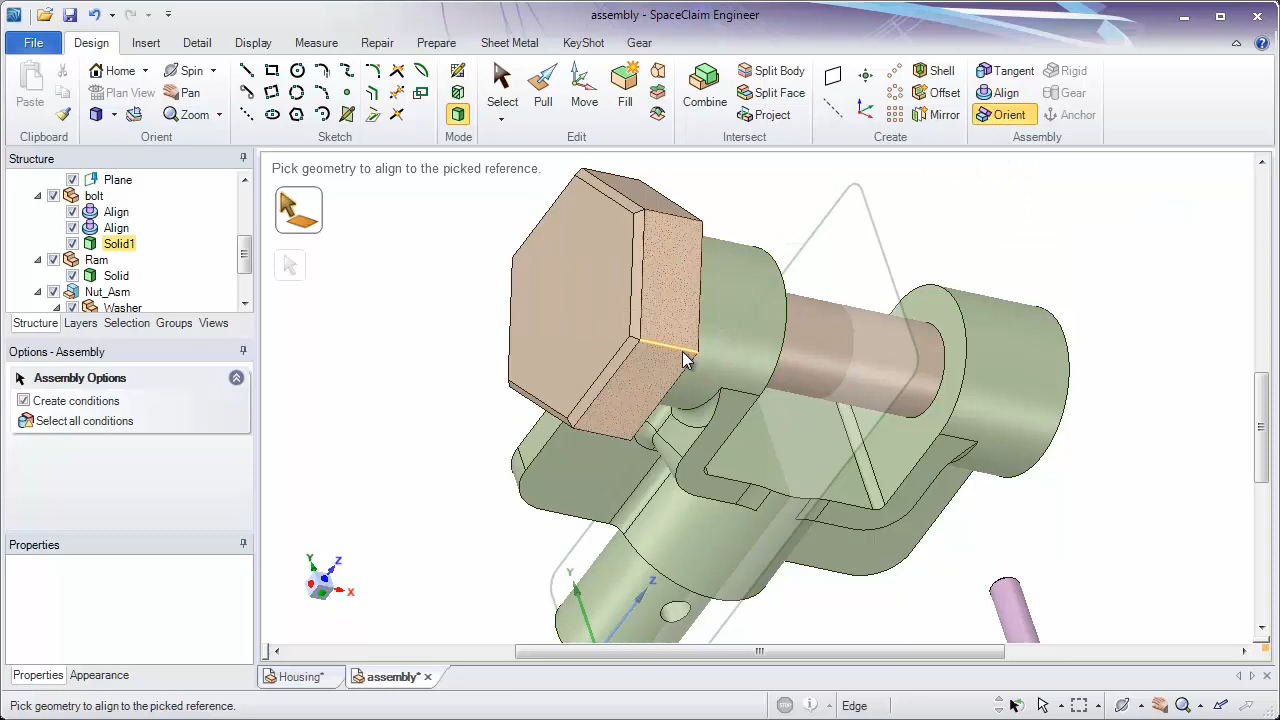 assembly - SpaceClaim Engineer
File Design Insert Detail Display Measure Repair Prepare Sheet Metal KeyShot Gear
Paste
Home Spin
Plan View Pan
Zoom
Select Pull Move Fill
Combine
Split Body
Split Face
Project
Shell
Offset
Mirror
Tangent Rigid
Align Gear
Orient Anchor
Clipboard Orient Sketch Mode Edit Intersect Create Assembly
Structure
Plane
bolt
Align
Align
Solid1
Ram
Solid
Nut_Asm
Washer
Structure Layers Selection Groups Views
Options - Assembly
Assembly Options
Create conditions
Select all conditions
Properties
Properties Appearance
Pick geometry to align to the picked reference.
Y
Z
X
Y
Z
Housing* assembly*
Pick geometry to align to the picked reference.
Edge